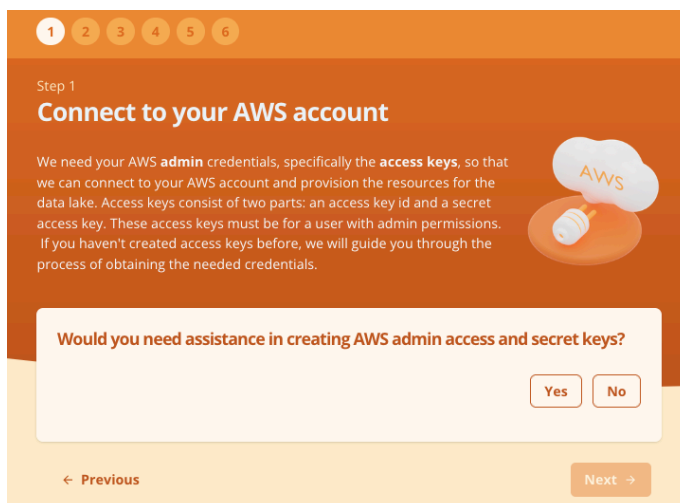 1 2 3 4 5 6
Step 1
Connect to your AWS account
We need your AWS admin credentials, specifically the access keys, so that
we can connect to your AWS account and provision the resources for the
data lake. Access keys consist of two parts: an access key id and a secret
access key. These access keys must be for a user with admin permissions.
If you haven't created access keys before, we will guide you through the
process of obtaining the needed credentials.
AWS
Would you need assistance in creating AWS admin access and secret keys?
Yes No
← Previous
Next →